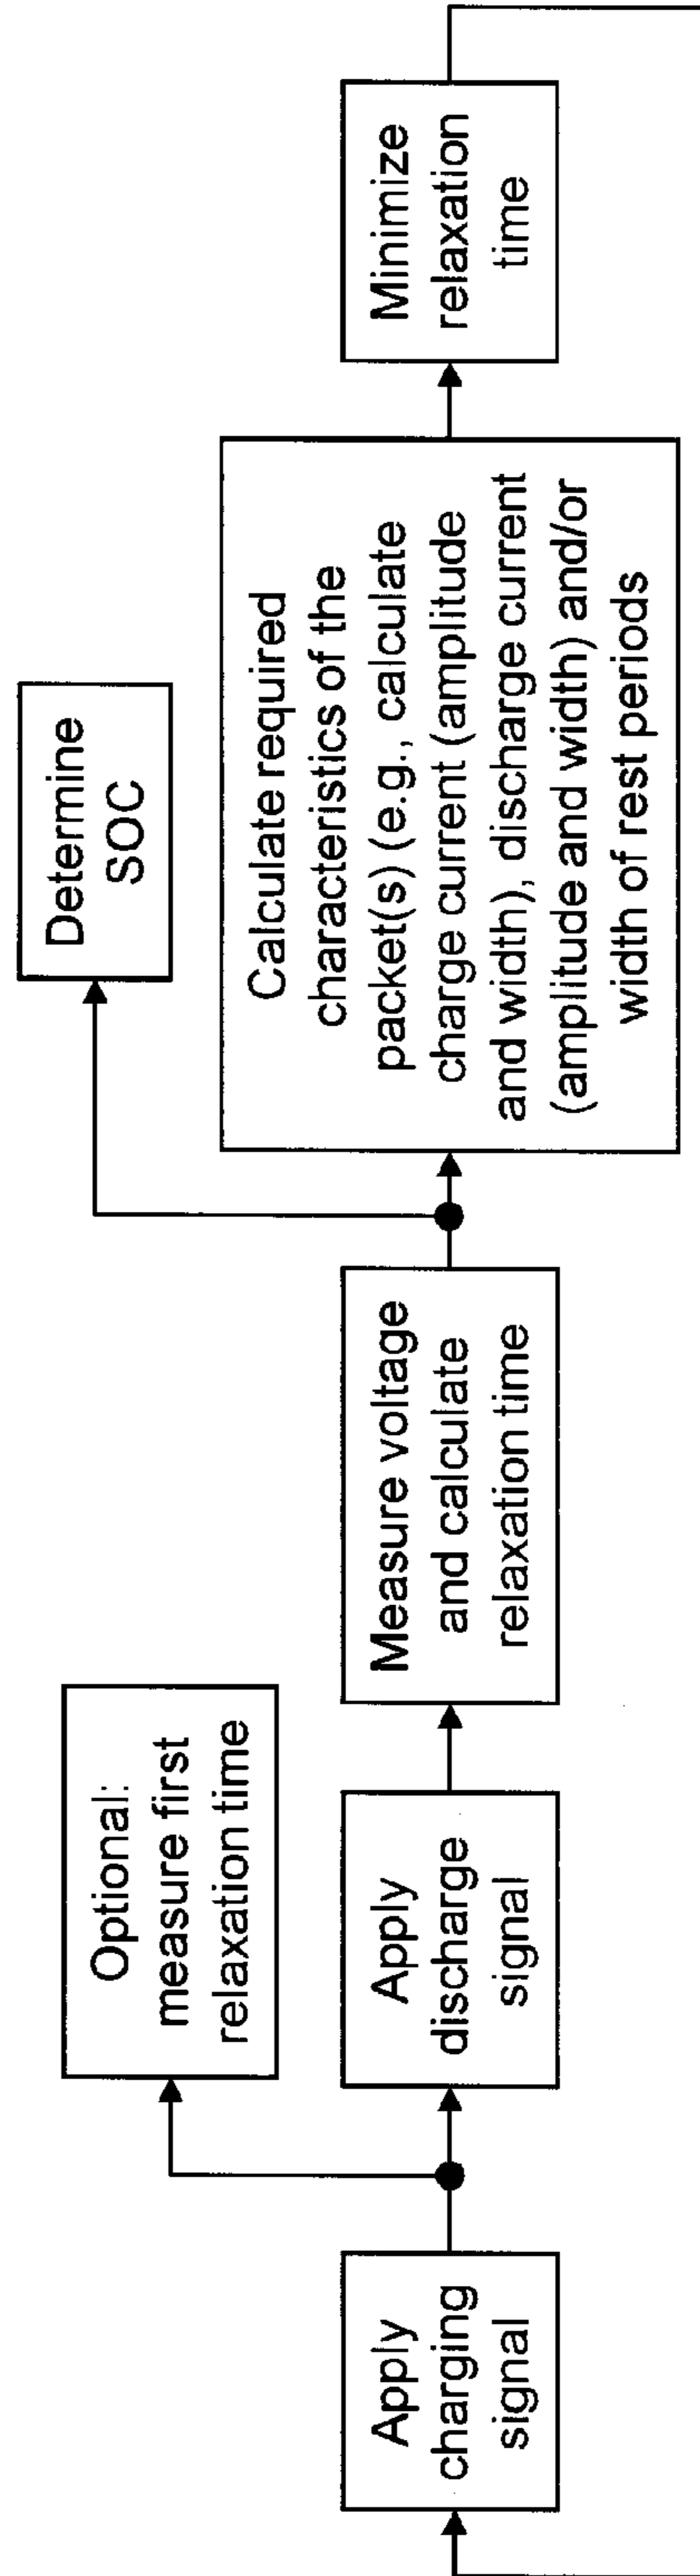 Apply
charging
signal
Optional:
measure first
relaxation time
Apply
discharge
signal
Measure voltage
and calculate
relaxation time
Determine
SOC
Calculate required
characteristics of the
packet(s) (e.g., calculate
charge current (amplitude
and width), discharge current
(amplitude and width) and/or
width of rest periods
Minimize
relaxation
time